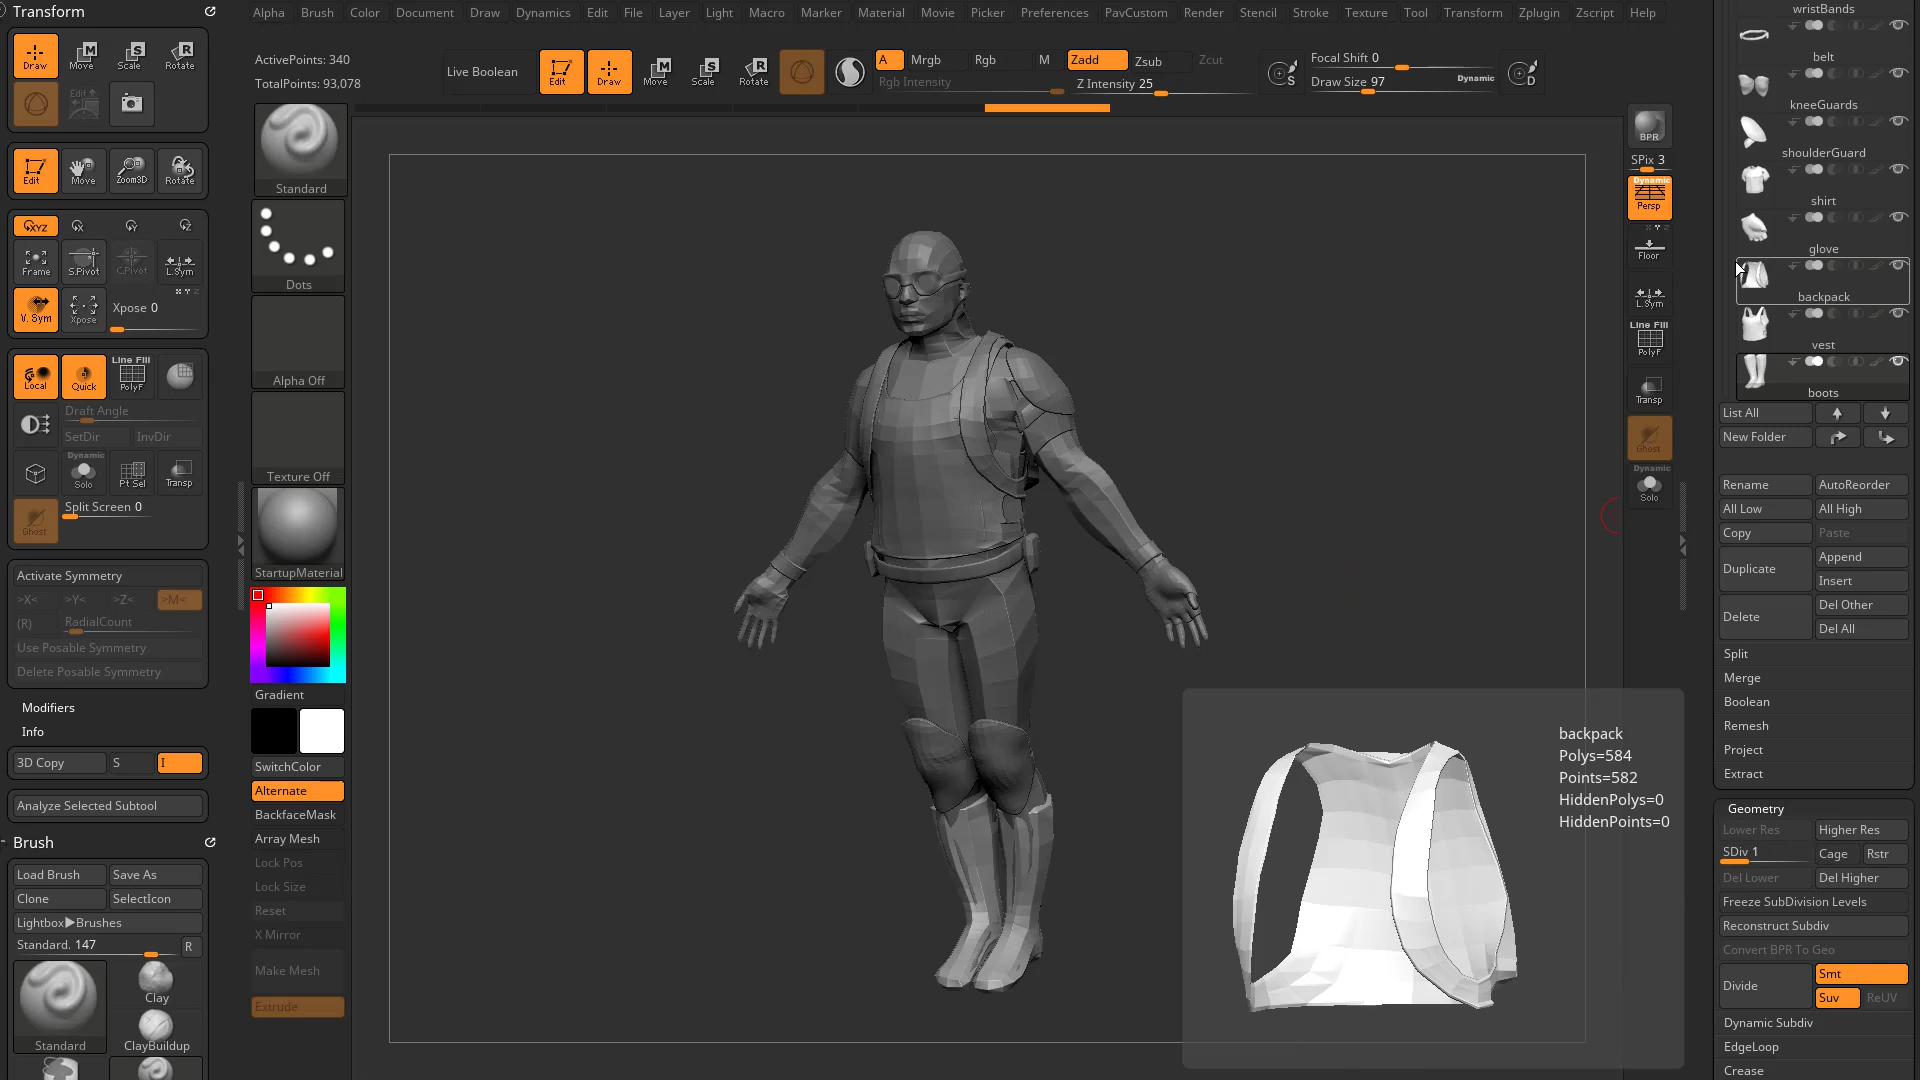 Transform
Alpha Brush Color Document Draw Dynamics Edit File Layer Light Macro Marker Material Movie Picker Preferences PavCustom Render Stencil Stroke Texture Tool Transform Zplugin Zscript Help
Draw Move Scale Rotate
Edit
ActivePoints: 340
TotalPoints: 93,078
Live Boolean
Edit Draw Move Scale Rotate
A Mrgb Rgb M Zadd Zsub Zcut
Rgb Intensity
Z Intensity 25
S
Focal Shift 0
Draw Size 97
Dynamic
D
Edit Move Zoom3D Rotate
XYZ X Y Z
Frame S.Pivot C.Pivot L.Sym
V. Sym Xpose Xpose 0
Local Quick Line Fill PolyF
Draft Angle
SetDir InvDir
Dynamic
Solo Pt Sel Transp
Ghost Split Screen 0
Activate Symmetry
>X< >Y< >Z< >M<
(R) RadialCount
Use Posable Symmetry
Delete Posable Symmetry
Modifiers
Info
3D Copy S I
Analyze Selected Subtool
Brush
Load Brush Save As
Clone SelectIcon
Lightbox▶Brushes
Standard. 147 R
Clay
Standard ClayBuildup
Standard
Dots
Alpha Off
Texture Off
StartupMaterial
Gradient
SwitchColor
Alternate
BackfaceMask
Array Mesh
Lock Pos
Lock Size
Reset
X Mirror
Make Mesh
Extrude
BPR
SPix 3
Dynamic
Persp
Floor
L.Sym
Line Fill
PolyF
Transp
Ghost
Dynamic
Solo
backpack
Polys=584
Points=582
HiddenPolys=0
HiddenPoints=0
wristBands
belt
kneeGuards
shoulderGuard
shirt
glove
backpack
vest
boots
List All
New Folder
Rename AutoReorder
All Low All High
Copy Paste
Duplicate Append
Insert
Delete Del Other
Del All
Split
Merge
Boolean
Remesh
Project
Extract
Geometry
Lower Res Higher Res
SDiv 1 Cage Rstr
Del Lower Del Higher
Freeze SubDivision Levels
Reconstruct Subdiv
Convert BPR To Geo
Divide Smt
Suv ReUV
Dynamic Subdiv
EdgeLoop
Crease